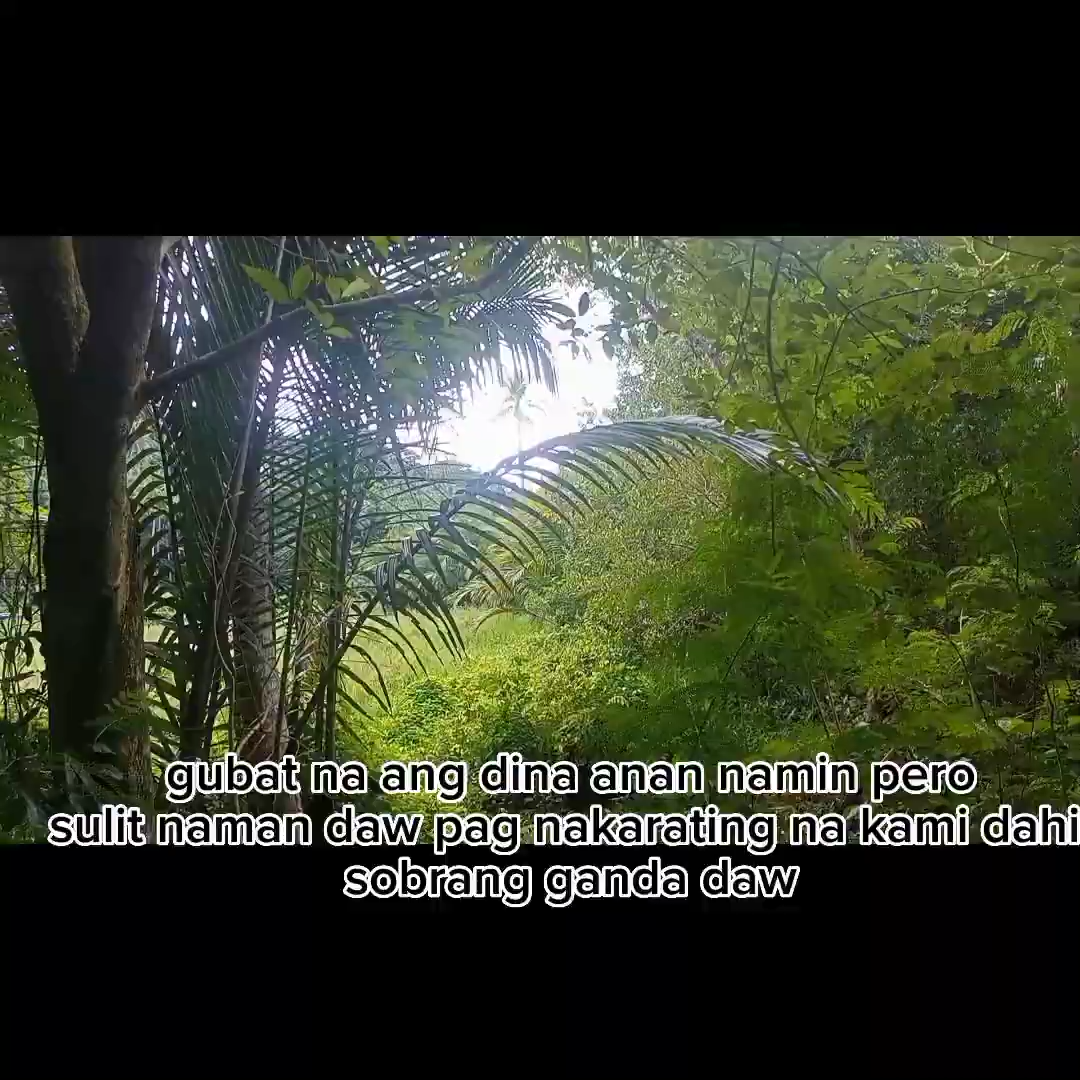 gubat na ang dina anan namin pero
sulit naman daw pag nakarating na kami dahi
sobrang ganda daw